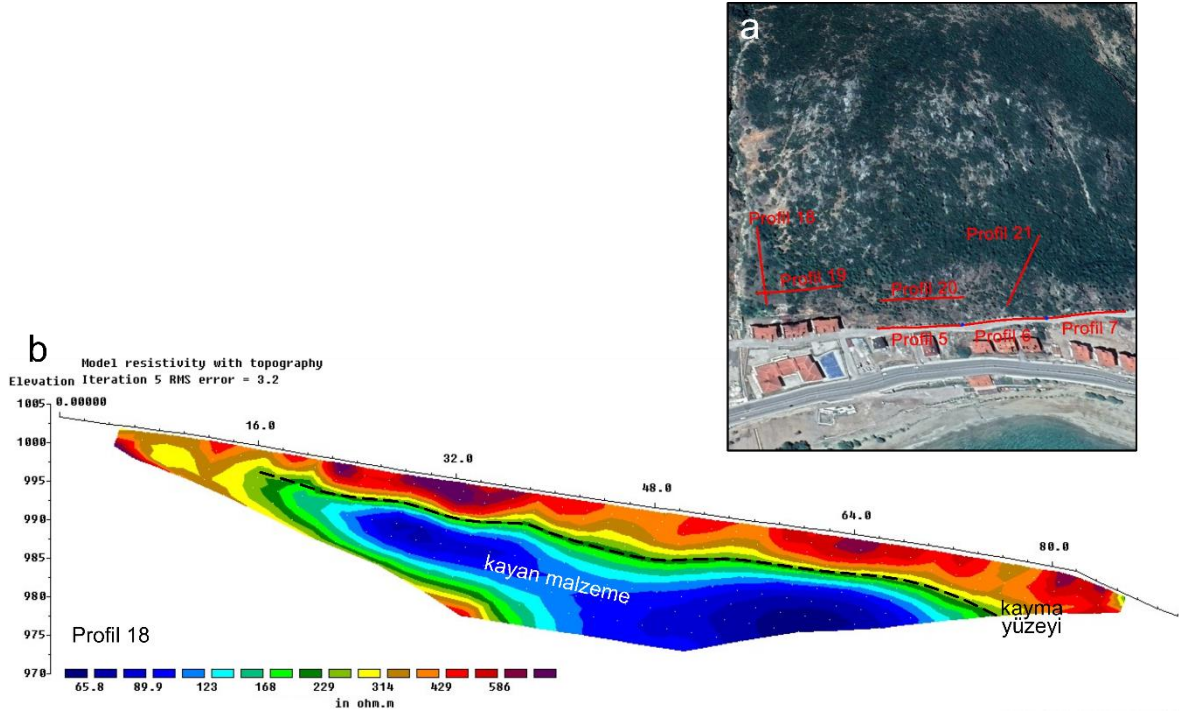 a
Profil 18
Profil 19
Profil 20
Profil 21
Profil 5
Profil 6
Profil 7
b
Model resistivity with topography
Elevation Iteration 5 RMS error = 3.2
1005
0.00000
16.0
32.0
48.0
64.0
80.0
1000
995
990
985
980
975
970
kayan malzeme
kayma
yüzeyi
Profil 18
65.8 89.9 123 168 229 314 429 586
in ohm.m